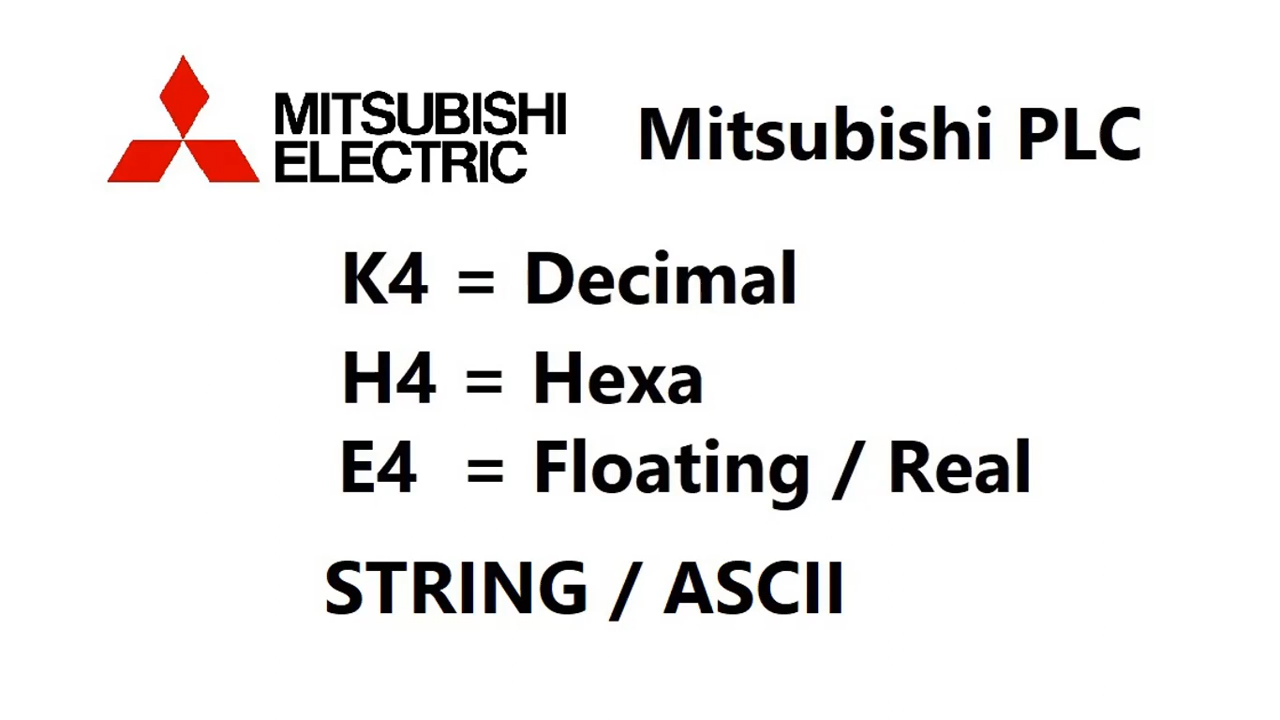 MITSUBISHI
ELECTRIC
Mitsubishi PLC
K4 = Decimal
H4 = Hexa
E4 = Floating / Real
STRING / ASCII